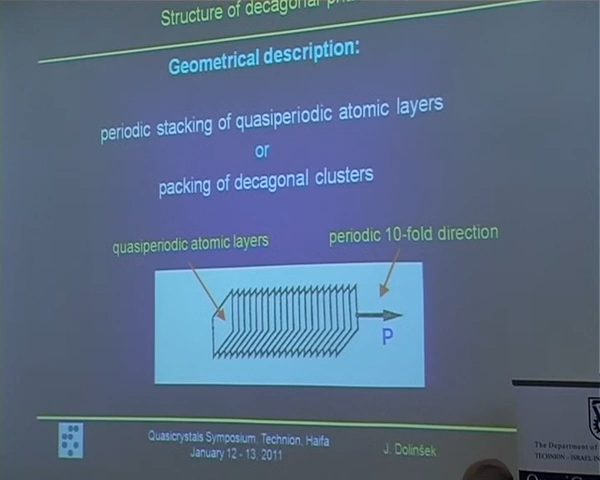 Structure of decagonal
Geometrical description:
periodic stacking of quasiperiodic atomic layers
or
packing of decagonal clusters
quasiperiodic atomic layers
periodic 10-fold direction
P
Quasicrystals Symposium, Technion, Haifa
January 12 - 13, 2011
J. Dolinšek
The Department of
TECHNION - ISRAEL IN